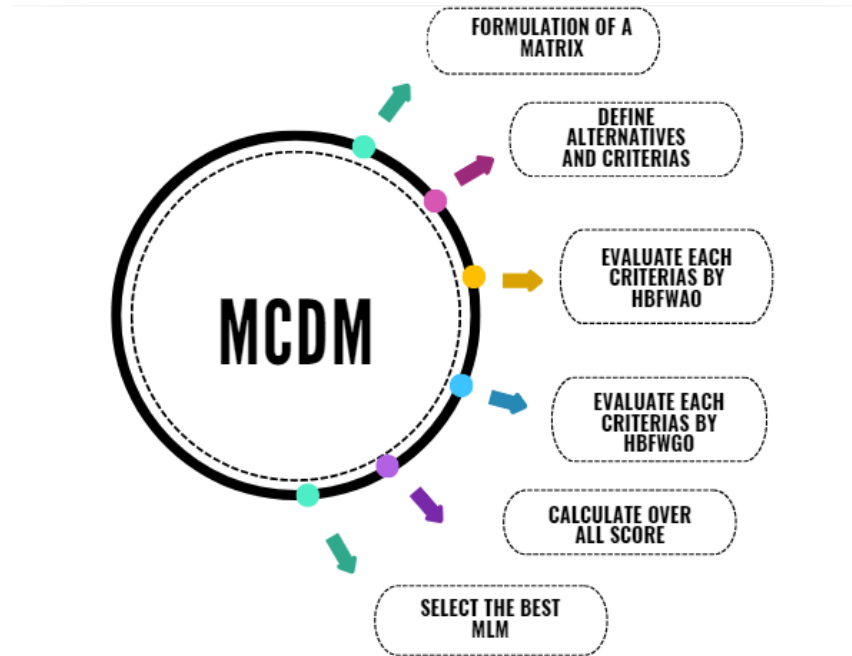 FORMULATION OF A
MATRIX
DEFINE
ALTERNATIVES
AND CRITERIAS
EVALUATE EACH
CRITERIAS BY
HBFWAO
MCDM
EVALUATE EACH
CRITERIAS BY
HBFWGO
CALCULATE OVER
ALL SCORE
SELECT THE BEST
MLM